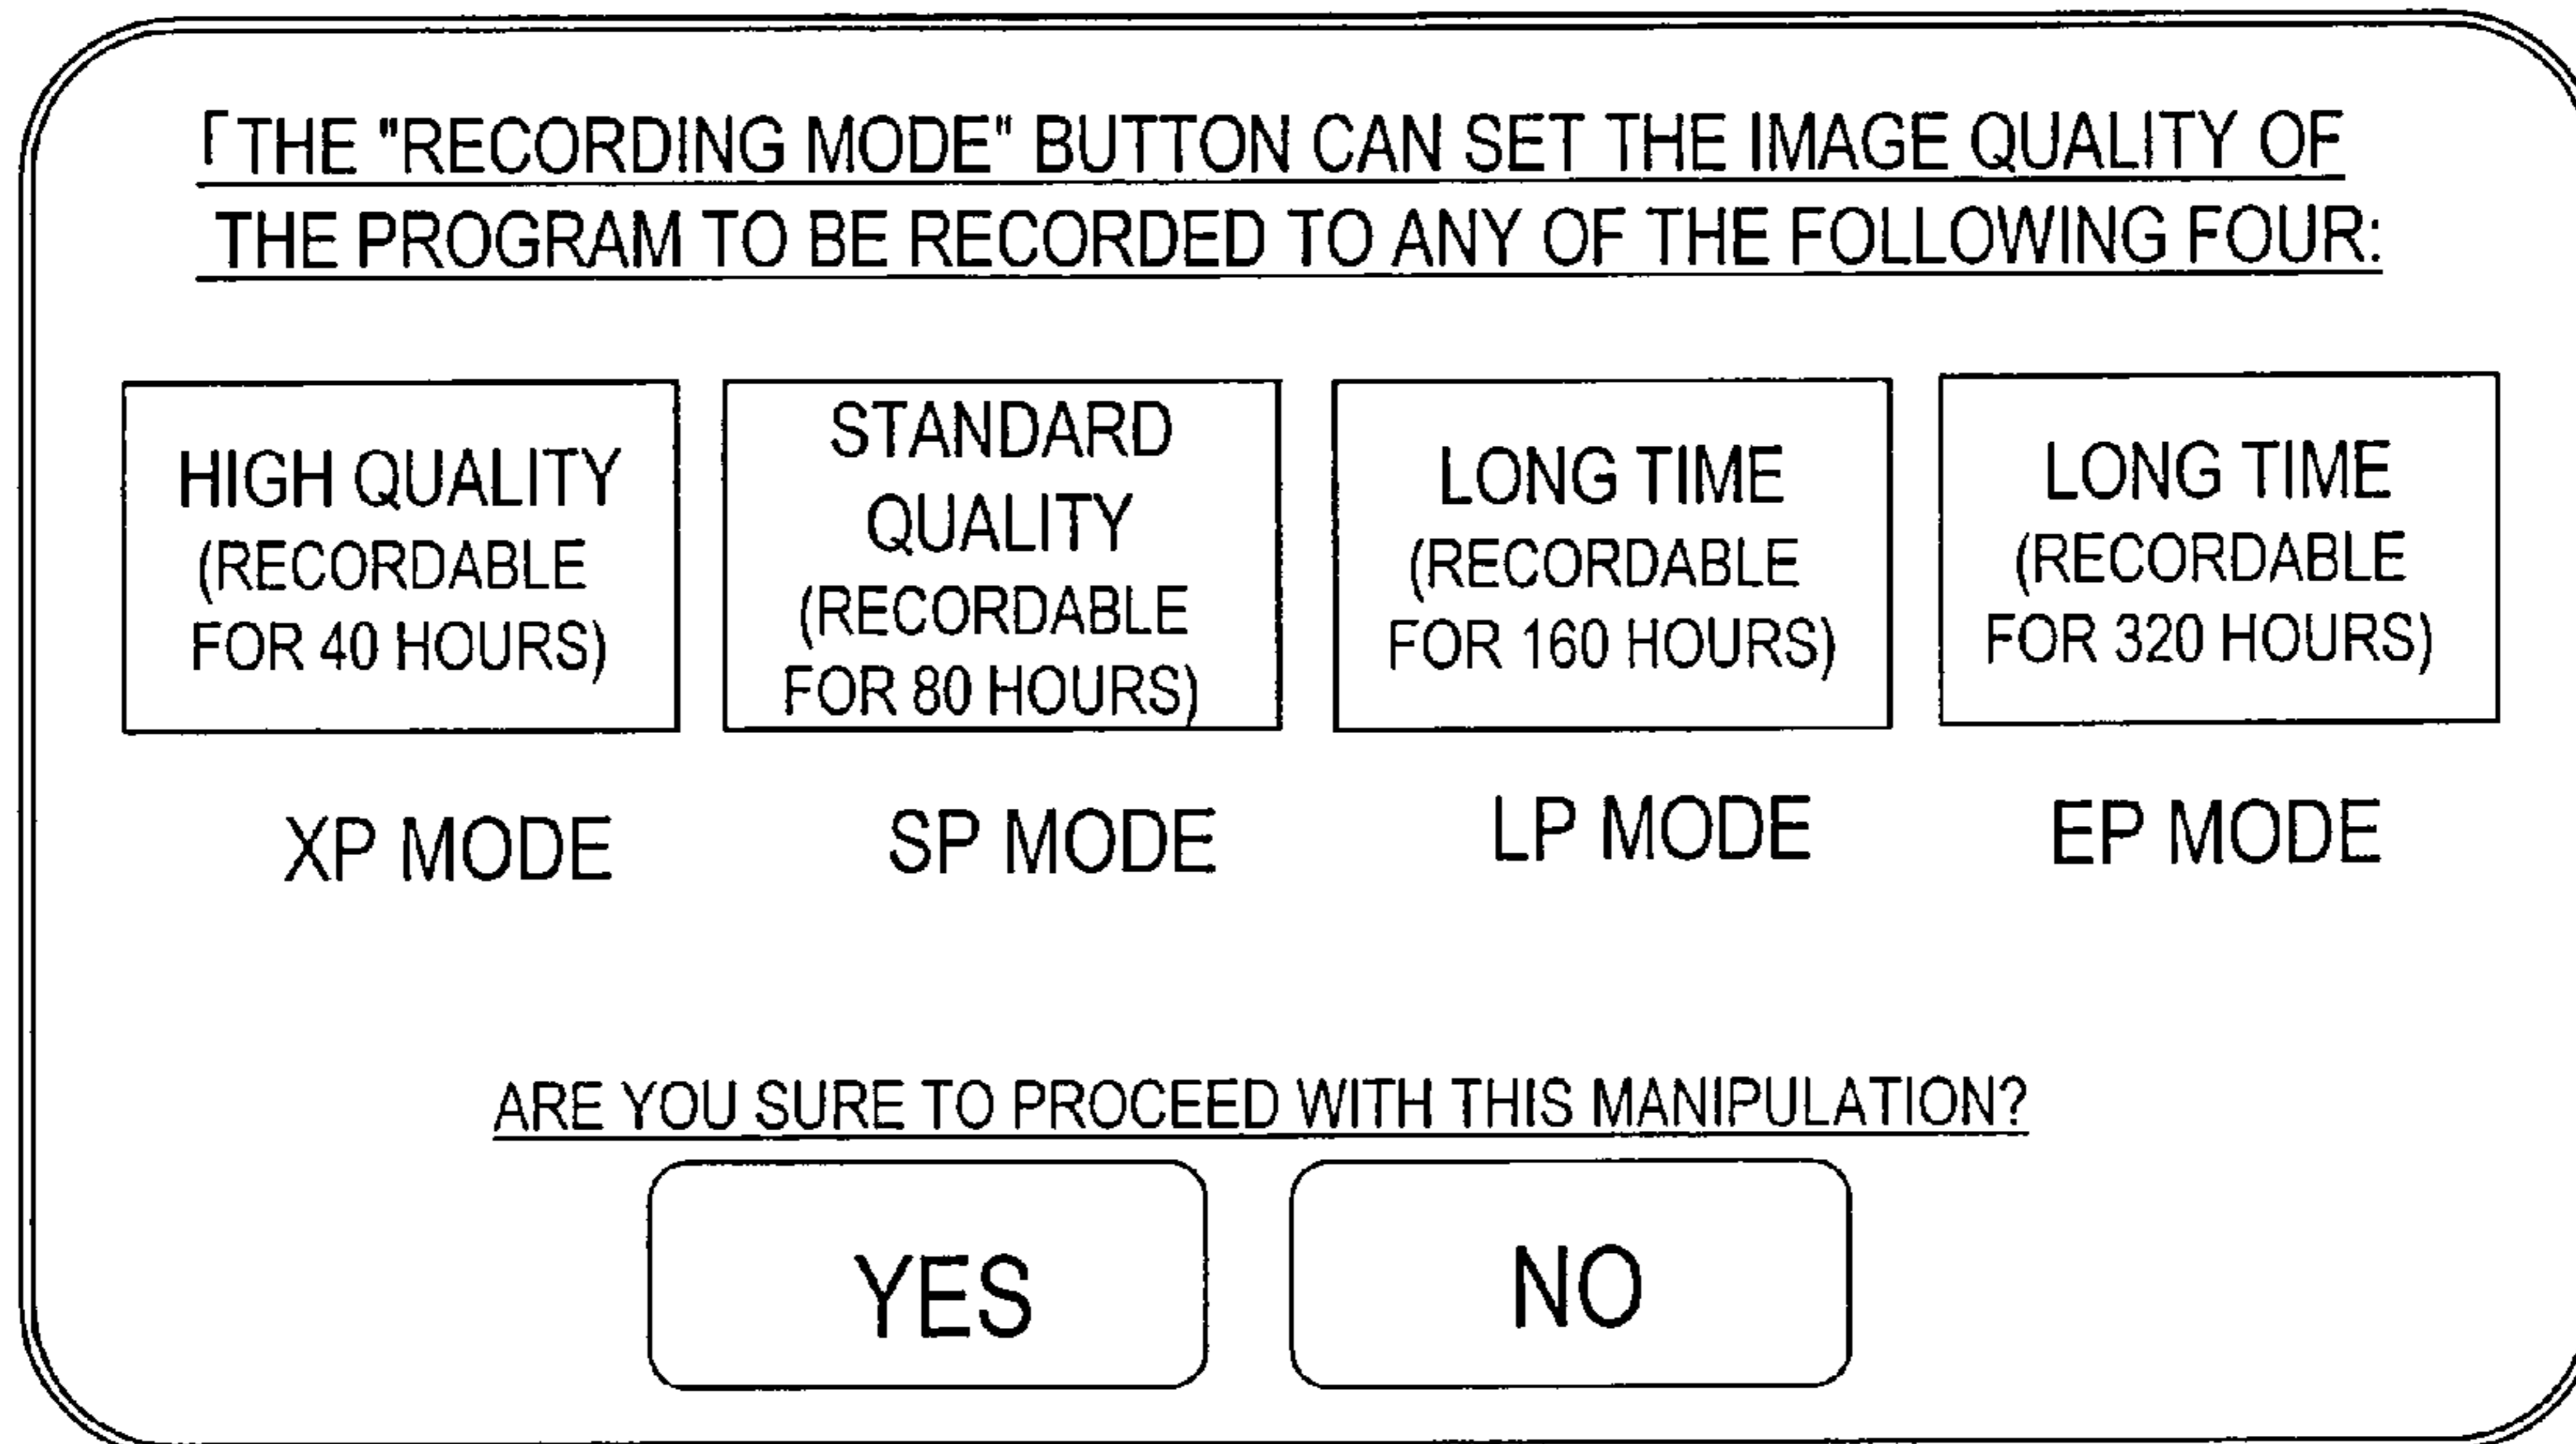 「THE "RECORDING MODE" BUTTON CAN SET THE IMAGE QUALITY OF
THE PROGRAM TO BE RECORDED TO ANY OF THE FOLLOWING FOUR:
HIGH QUALITY
(RECORDABLE
FOR 40 HOURS)
XP MODE
STANDARD
QUALITY
(RECORDABLE
FOR 80 HOURS)
SP MODE
LONG TIME
(RECORDABLE
FOR 160 HOURS)
LP MODE
LONG TIME
(RECORDABLE
FOR 320 HOURS)
EP MODE
ARE YOU SURE TO PROCEED WITH THIS MANIPULATION?
YES
NO